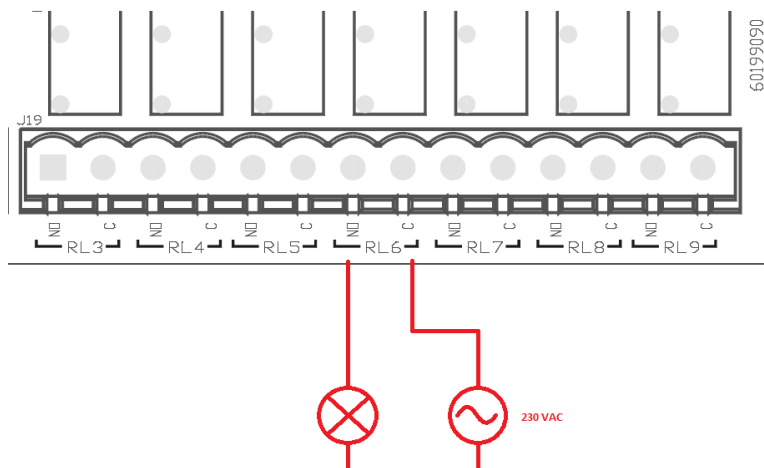 60199090
J19
NO C NO C NO C NO C NO C NO C NO C
RL3 RL4 RL5 RL6 RL7 RL8 RL9
230 VAC